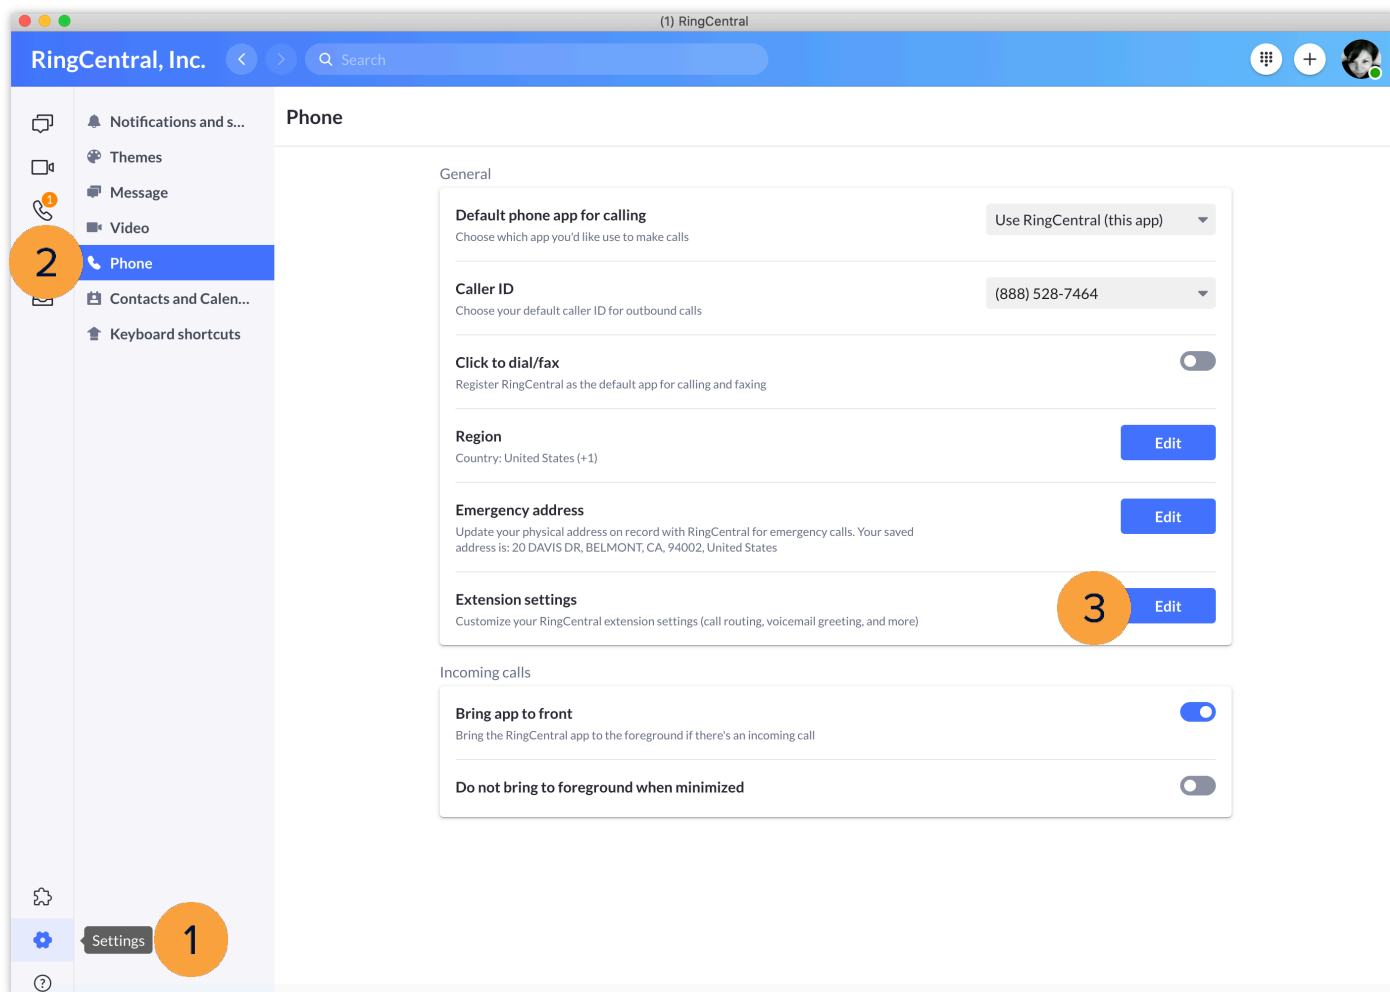 (1) RingCentral
RingCentral, Inc.
Search
Notifications and s...
Themes
Message
Video
Phone
Contacts and Calen...
Keyboard shortcuts
1
2
Settings
1
?
Phone
General
Default phone app for calling
Choose which app you'd like use to make calls
Use RingCentral (this app)
Caller ID
Choose your default caller ID for outbound calls
(888) 528-7464
Click to dial/fax
Register RingCentral as the default app for calling and faxing
Region
Country: United States (+1)
Edit
Emergency address
Update your physical address on record with RingCentral for emergency calls. Your saved
address is: 20 DAVIS DR, BELMONT, CA, 94002, United States
Edit
Extension settings
Customize your RingCentral extension settings (call routing, voicemail greeting, and more)
3
Edit
Incoming calls
Bring app to front
Bring the RingCentral app to the foreground if there's an incoming call
Do not bring to foreground when minimized